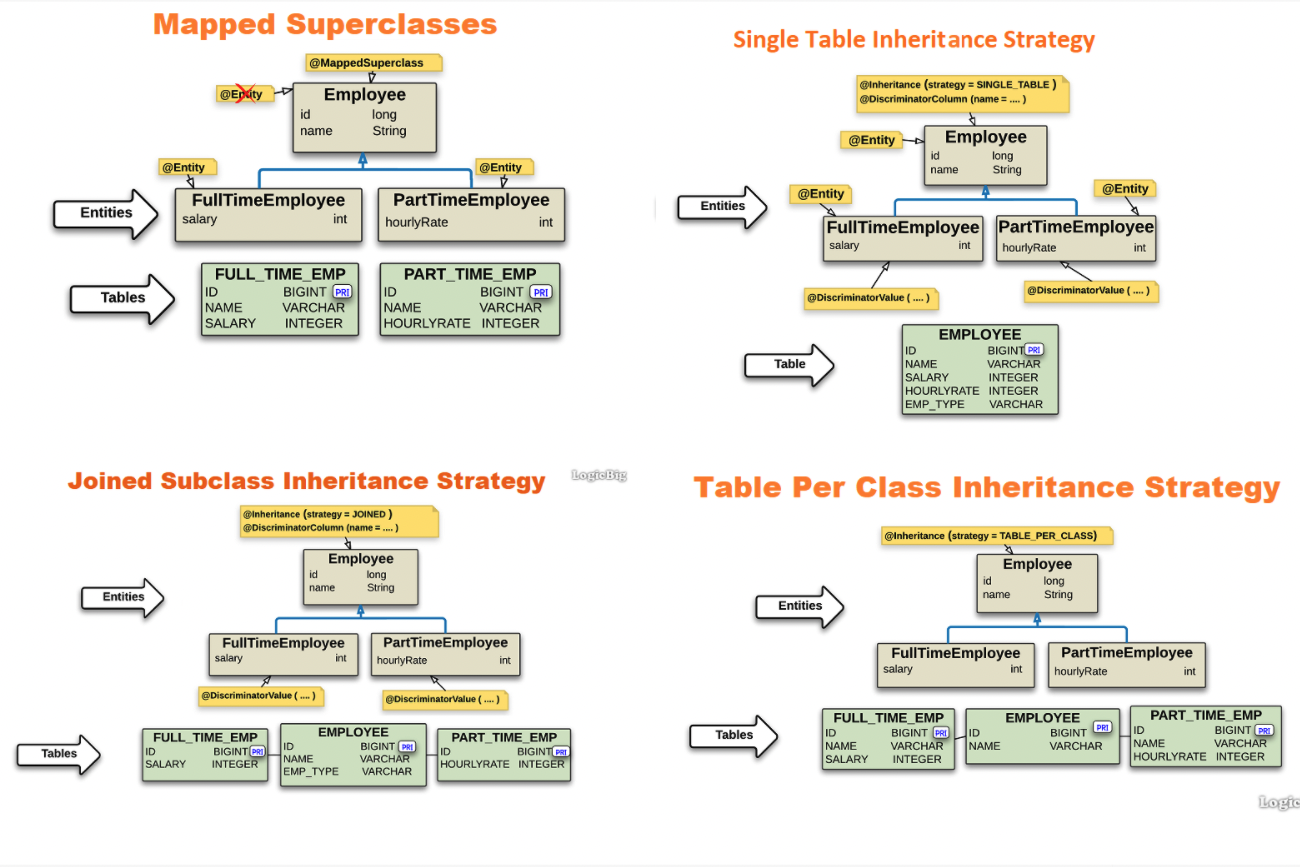 Mapped Superclasses
@MappedSuperclass
@Entity
Employee
id long
name String
@Entity
@Entity
Entities
FullTimeEmployee
salary int
PartTimeEmployee
hourlyRate int
Tables
FULL_TIME_EMP
ID BIGINT PRI
NAME VARCHAR
SALARY INTEGER
PART_TIME_EMP
ID BIGINT PRI
NAME VARCHAR
HOURLYRATE INTEGER
Single Table Inheritance Strategy
@Inheritance (strategy = SINGLE_TABLE )
@DiscriminatorColumn (name = .... )
@Entity
Employee
id long
name String
@Entity
@Entity
Entities
FullTimeEmployee
salary int
PartTimeEmployee
hourlyRate int
@DiscriminatorValue ( .... )
@DiscriminatorValue ( .... )
Table
EMPLOYEE
ID BIGINT PRI
NAME VARCHAR
SALARY INTEGER
HOURLYRATE INTEGER
EMP_TYPE VARCHAR
Joined Subclass Inheritance Strategy
LogicBig
@Inheritance (strategy = JOINED )
@DiscriminatorColumn (name = .... )
Employee
id long
name String
Entities
FullTimeEmployee
salary int
PartTimeEmployee
hourlyRate int
@DiscriminatorValue ( .... )
@DiscriminatorValue ( .... )
Tables
FULL_TIME_EMP
ID BIGINT PRI
SALARY INTEGER
EMPLOYEE
ID BIGINT PRI
NAME VARCHAR
EMP_TYPE VARCHAR
PART_TIME_EMP
ID BIGINT PRI
HOURLYRATE INTEGER
Table Per Class Inheritance Strategy
@Inheritance (strategy = TABLE_PER_CLASS)
Employee
id long
name String
Entities
FullTimeEmployee
salary int
PartTimeEmployee
hourlyRate int
Tables
FULL_TIME_EMP
ID BIGINT PRI
NAME VARCHAR
SALARY INTEGER
EMPLOYEE
ID BIGINT PRI
NAME VARCHAR
PART_TIME_EMP
ID BIGINT PRI
NAME VARCHAR
HOURLYRATE INTEGER
Logic